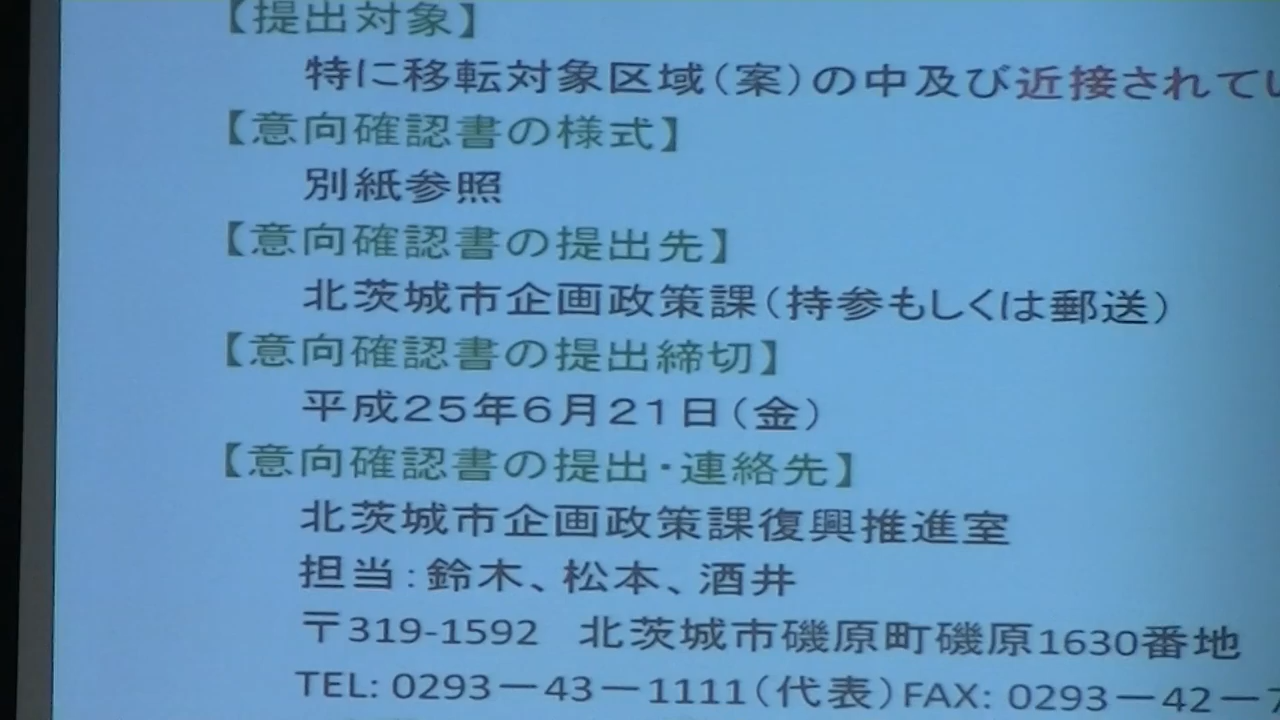 【提出対象】
特に移転対象区域(案)の中及び近接されてい
【意向確認書の様式】
別紙参照
【意向確認書の提出先】
北茨城市企画政策課(持参もしくは郵送)
【意向確認書の提出締切】
平成25年6月21日(金)
【意向確認書の提出・連絡先】
北茨城市企画政策課復興推進室
担当:鈴木、松本、酒井
〒319-1592 北茨城市磯原町磯原1630番地
TEL: 0293－43－1111(代表)FAX: 0293－42－7